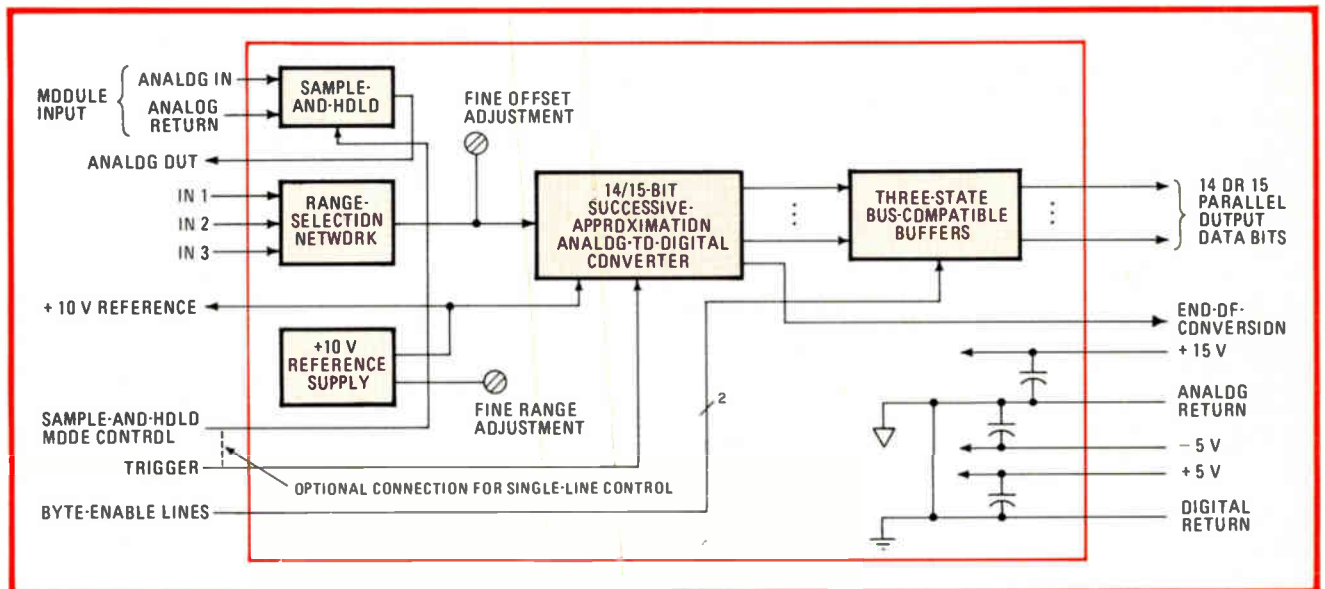 MODULE
INPUT
ANALOG IN
ANALOG
RETURN
SAMPLE-
AND-HOLD
FINE OFFSET
ADJUSTMENT
ANALOG OUT
IN 1
IN 2
IN 3
RANGE-
SELECTION
NETWORK
14/15-BIT
SUCCESSIVE-
APPROXIMATION
ANALOG-TO-DIGITAL
CONVERTER
THREE-STATE
BUS-COMPATIBLE
BUFFERS
14 OR 15
PARALLEL
OUTPUT
DATA BITS
+ 10 V REFERENCE
+10 V
REFERENCE
SUPPLY
FINE RANGE
ADJUSTMENT
END-OF-
CONVERSION
+ 15 V
ANALOG
RETURN
− 5 V
+ 5 V
DIGITAL
RETURN
SAMPLE-AND-HOLD
MODE CONTROL
TRIGGER
OPTIONAL CONNECTION FOR SINGLE-LINE CONTROL
BYTE-ENABLE LINES
2